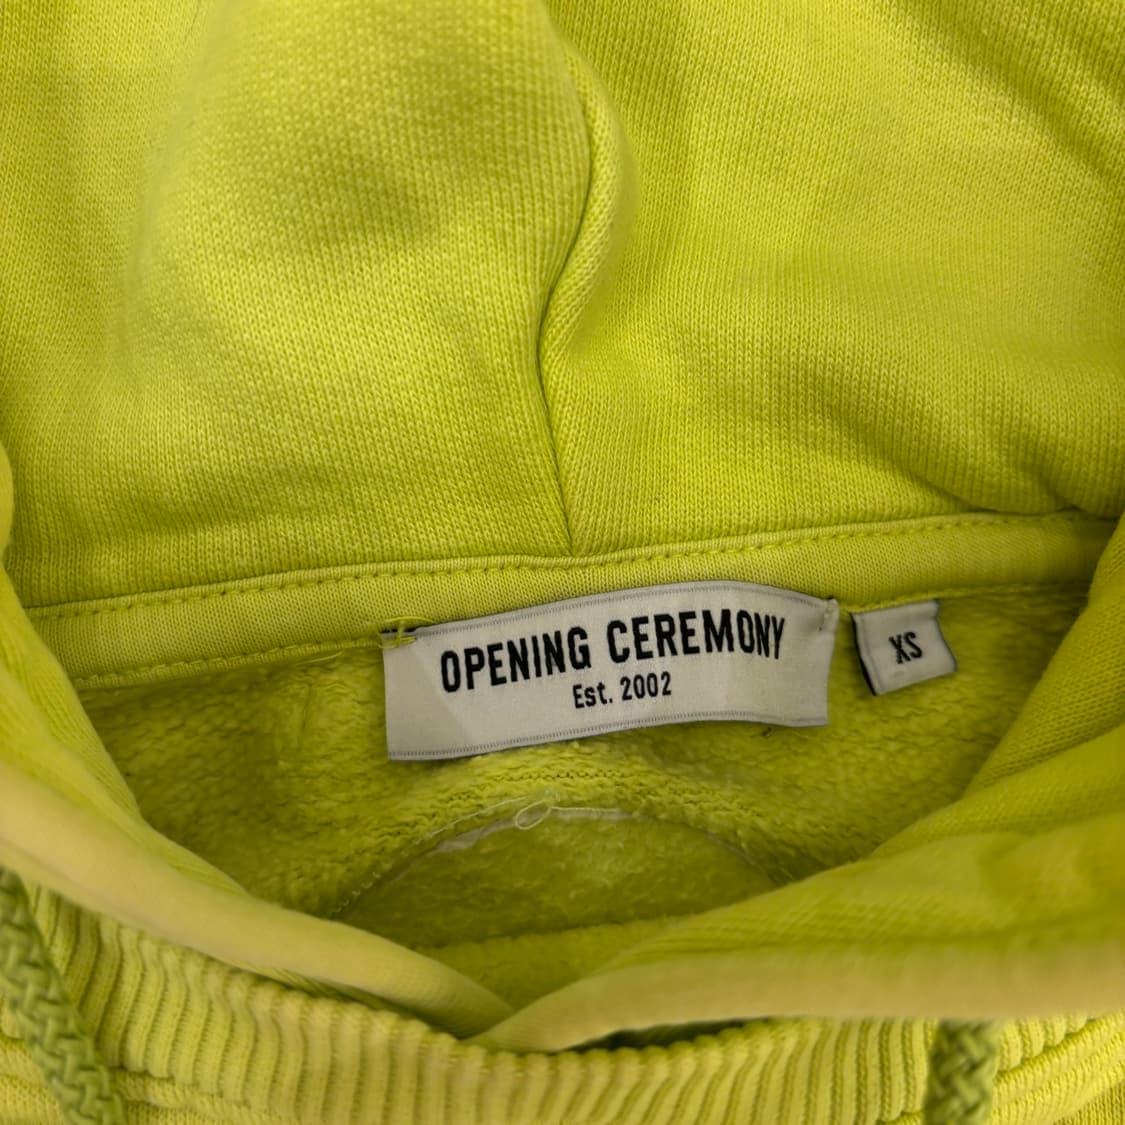 OPENING CEREMONY
Est. 2002
XS